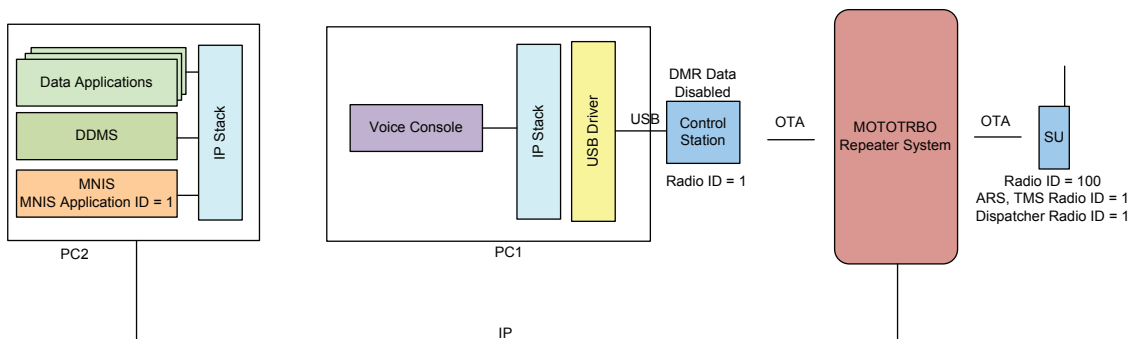 Data Applications
DDMS
MNIS
MNIS Application ID = 1
IP Stack
PC2
Voice Console
IP Stack
USB Driver
PC1
USB
DMR Data
Disabled
Control
Station
Radio ID = 1
OTA
MOTOTRBO
Repeater System
OTA
SU
Radio ID = 100
ARS, TMS Radio ID = 1
Dispatcher Radio ID = 1
IP